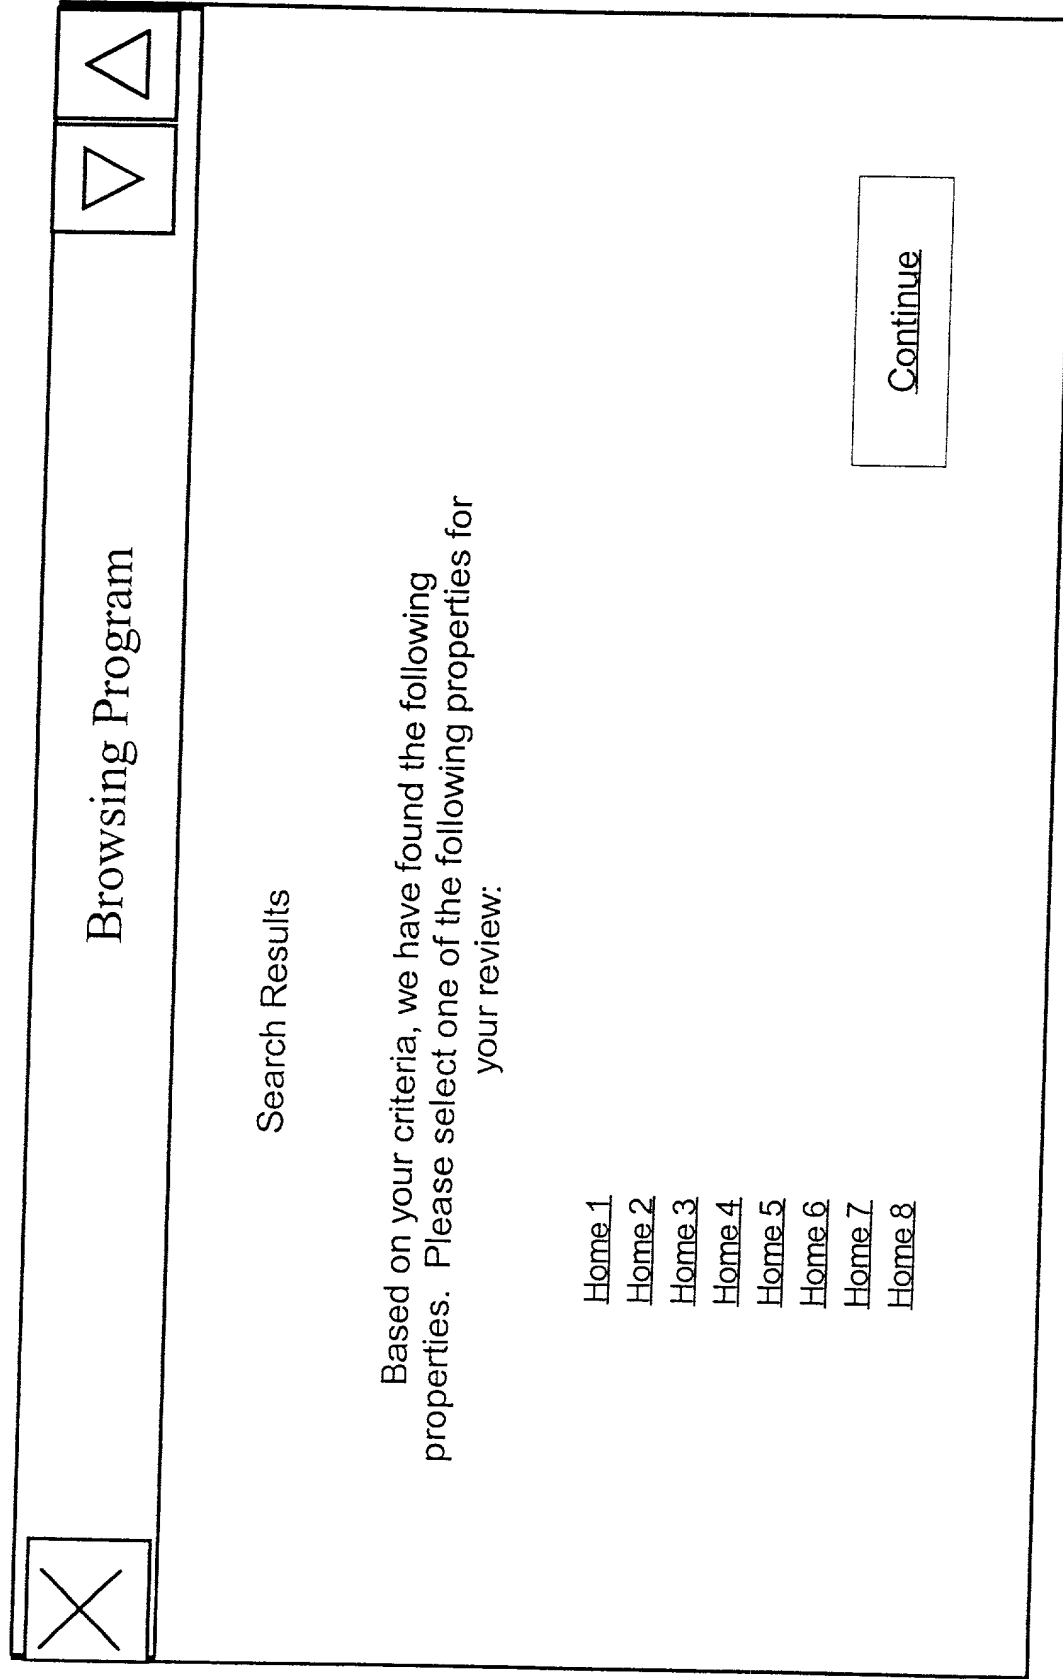 Browsing Program
Search Results
Based on your criteria, we have found the following
properties.  Please select one of the following properties for
your review:
Home 1
Home 2
Home 3
Home 4
Home 5
Home 6
Home 7
Home 8
Continue